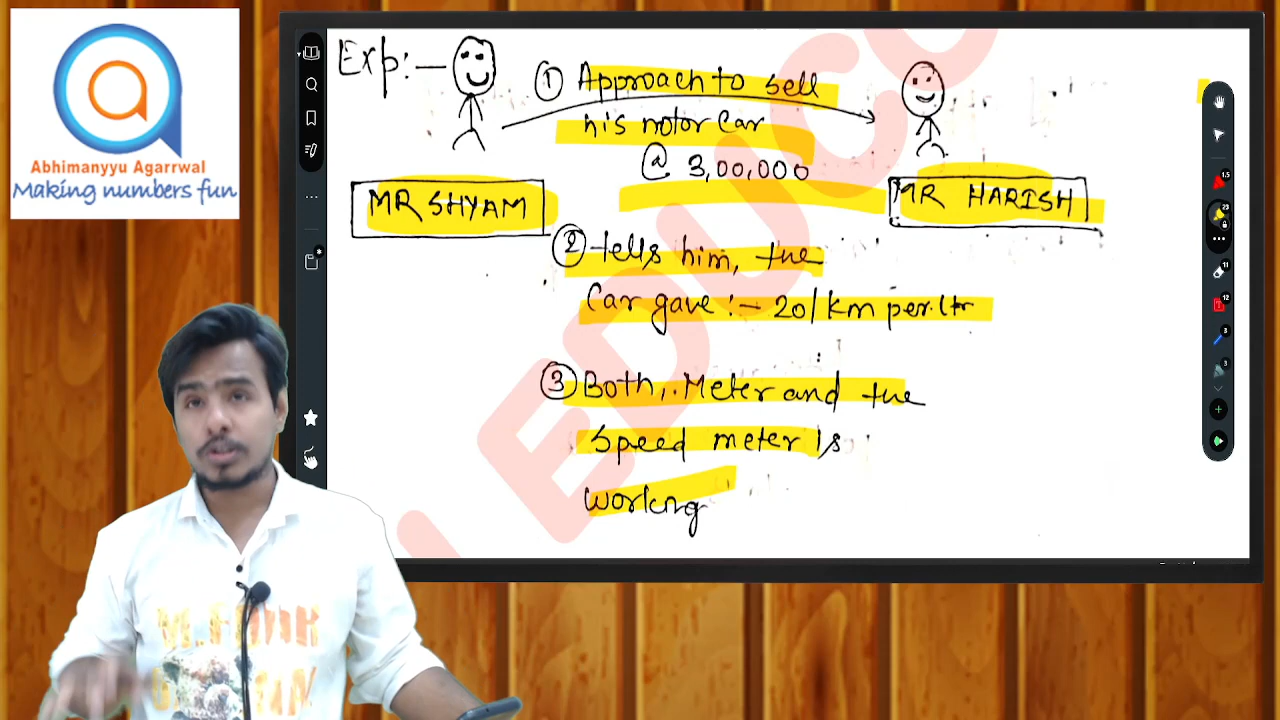 Abhimanyyu Agarrwal
Making numbers fun
Exp:-
① Approach to sell
his motor car
@ 3,00,000
MR SHYAM
MR HARISH
② tells him, the
Car gave :- 20/km per ltr
③ Both, Meter and the
Speed meter is
working
EDUCO
M.FOUR